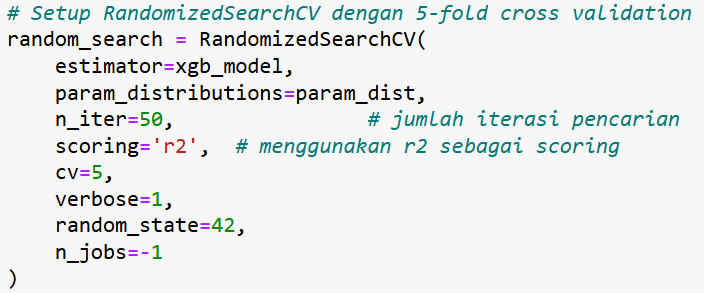 # Setup RandomizedSearchCV dengan 5-fold cross validation
random_search = RandomizedSearchCV(
    estimator=xgb_model,
    param_distributions=param_dist,
    n_iter=50,                # jumlah iterasi pencarian
    scoring='r2',  # menggunakan r2 sebagai scoring
    cv=5,
    verbose=1,
    random_state=42,
    n_jobs=-1
)